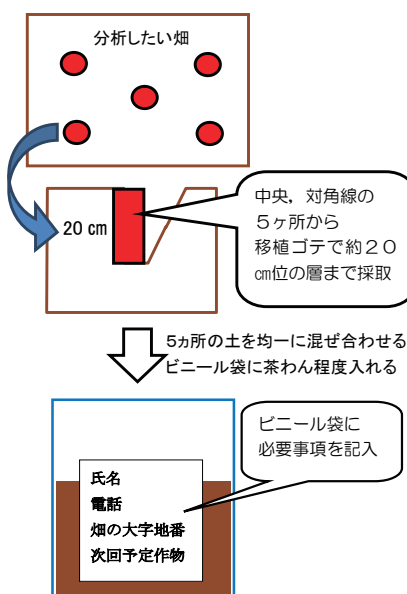 分析したい畑
20 cm
中央，対角線の
５ヶ所から
移植ゴテで約２０
㎝位の層まで採取
5ヵ所の土を均一に混ぜ合わせる
ビニール袋に茶わん程度入れる
ビニール袋に
必要事項を記入
氏名
電話
畑の大字地番
次回予定作物